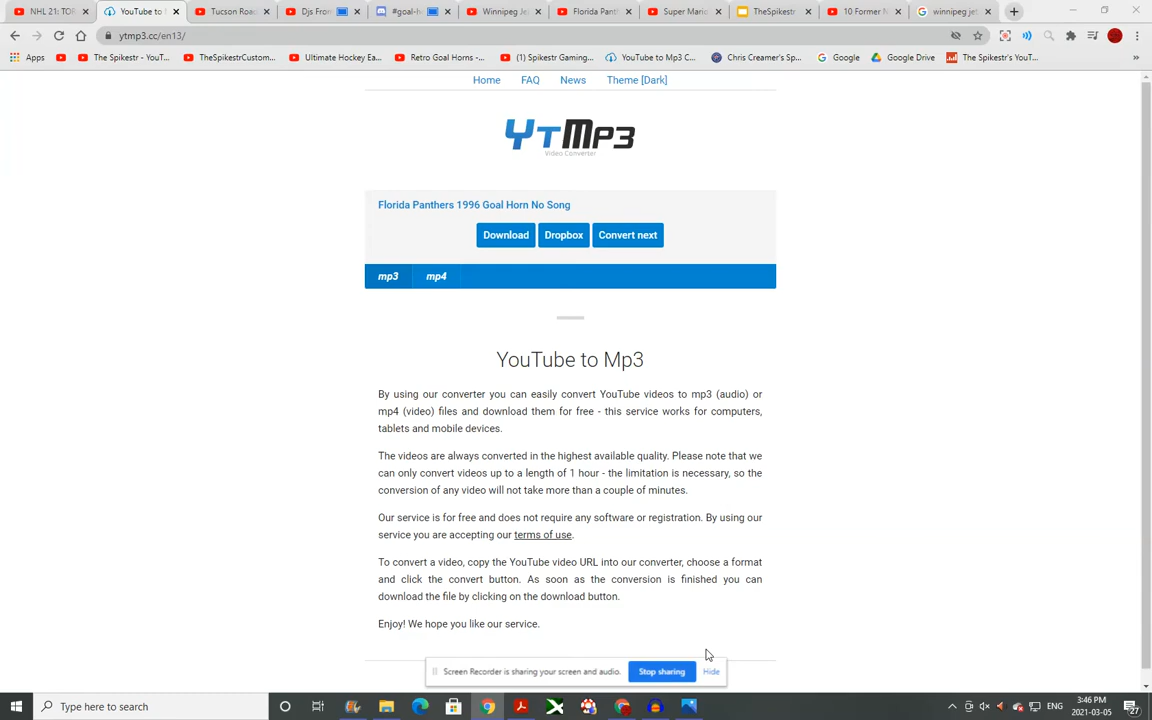 NHL 21: TOP
YouTube to
Tucson Road
Djs From
#goal-h
Winnipeg Je
Florida Pant
Super Mario
TheSpikestr
10 Former N
winnipeg jet
ytmp3.cc/en13/
Apps
The Spikestr - YouT...
TheSpikestrCustom...
Ultimate Hockey Ea...
Retro Goal Horns -...
(1) Spikestr Gaming...
YouTube to Mp3 C...
Chris Creamer's Sp...
Google
Google Drive
The Spikestr's YouT...
»
Home FAQ News Theme [Dark]
YTMP3
Video Converter
Florida Panthers 1996 Goal Horn No Song
Download Dropbox Convert next
mp3 mp4
YouTube to Mp3
By using our converter you can easily convert YouTube videos to mp3 (audio) or
mp4 (video) files and download them for free - this service works for computers,
tablets and mobile devices.
The videos are always converted in the highest available quality. Please note that we
can only convert videos up to a length of 1 hour - the limitation is necessary, so the
conversion of any video will not take more than a couple of minutes.
Our service is for free and does not require any software or registration. By using our
service you are accepting our terms of use.
To convert a video, copy the YouTube video URL into our converter, choose a format
and click the convert button. As soon as the conversion is finished you can
download the file by clicking on the download button.
Enjoy! We hope you like our service.
Screen Recorder is sharing your screen and audio. Stop sharing Hide
Type here to search
ENG
3:46 PM
2021-03-05
27